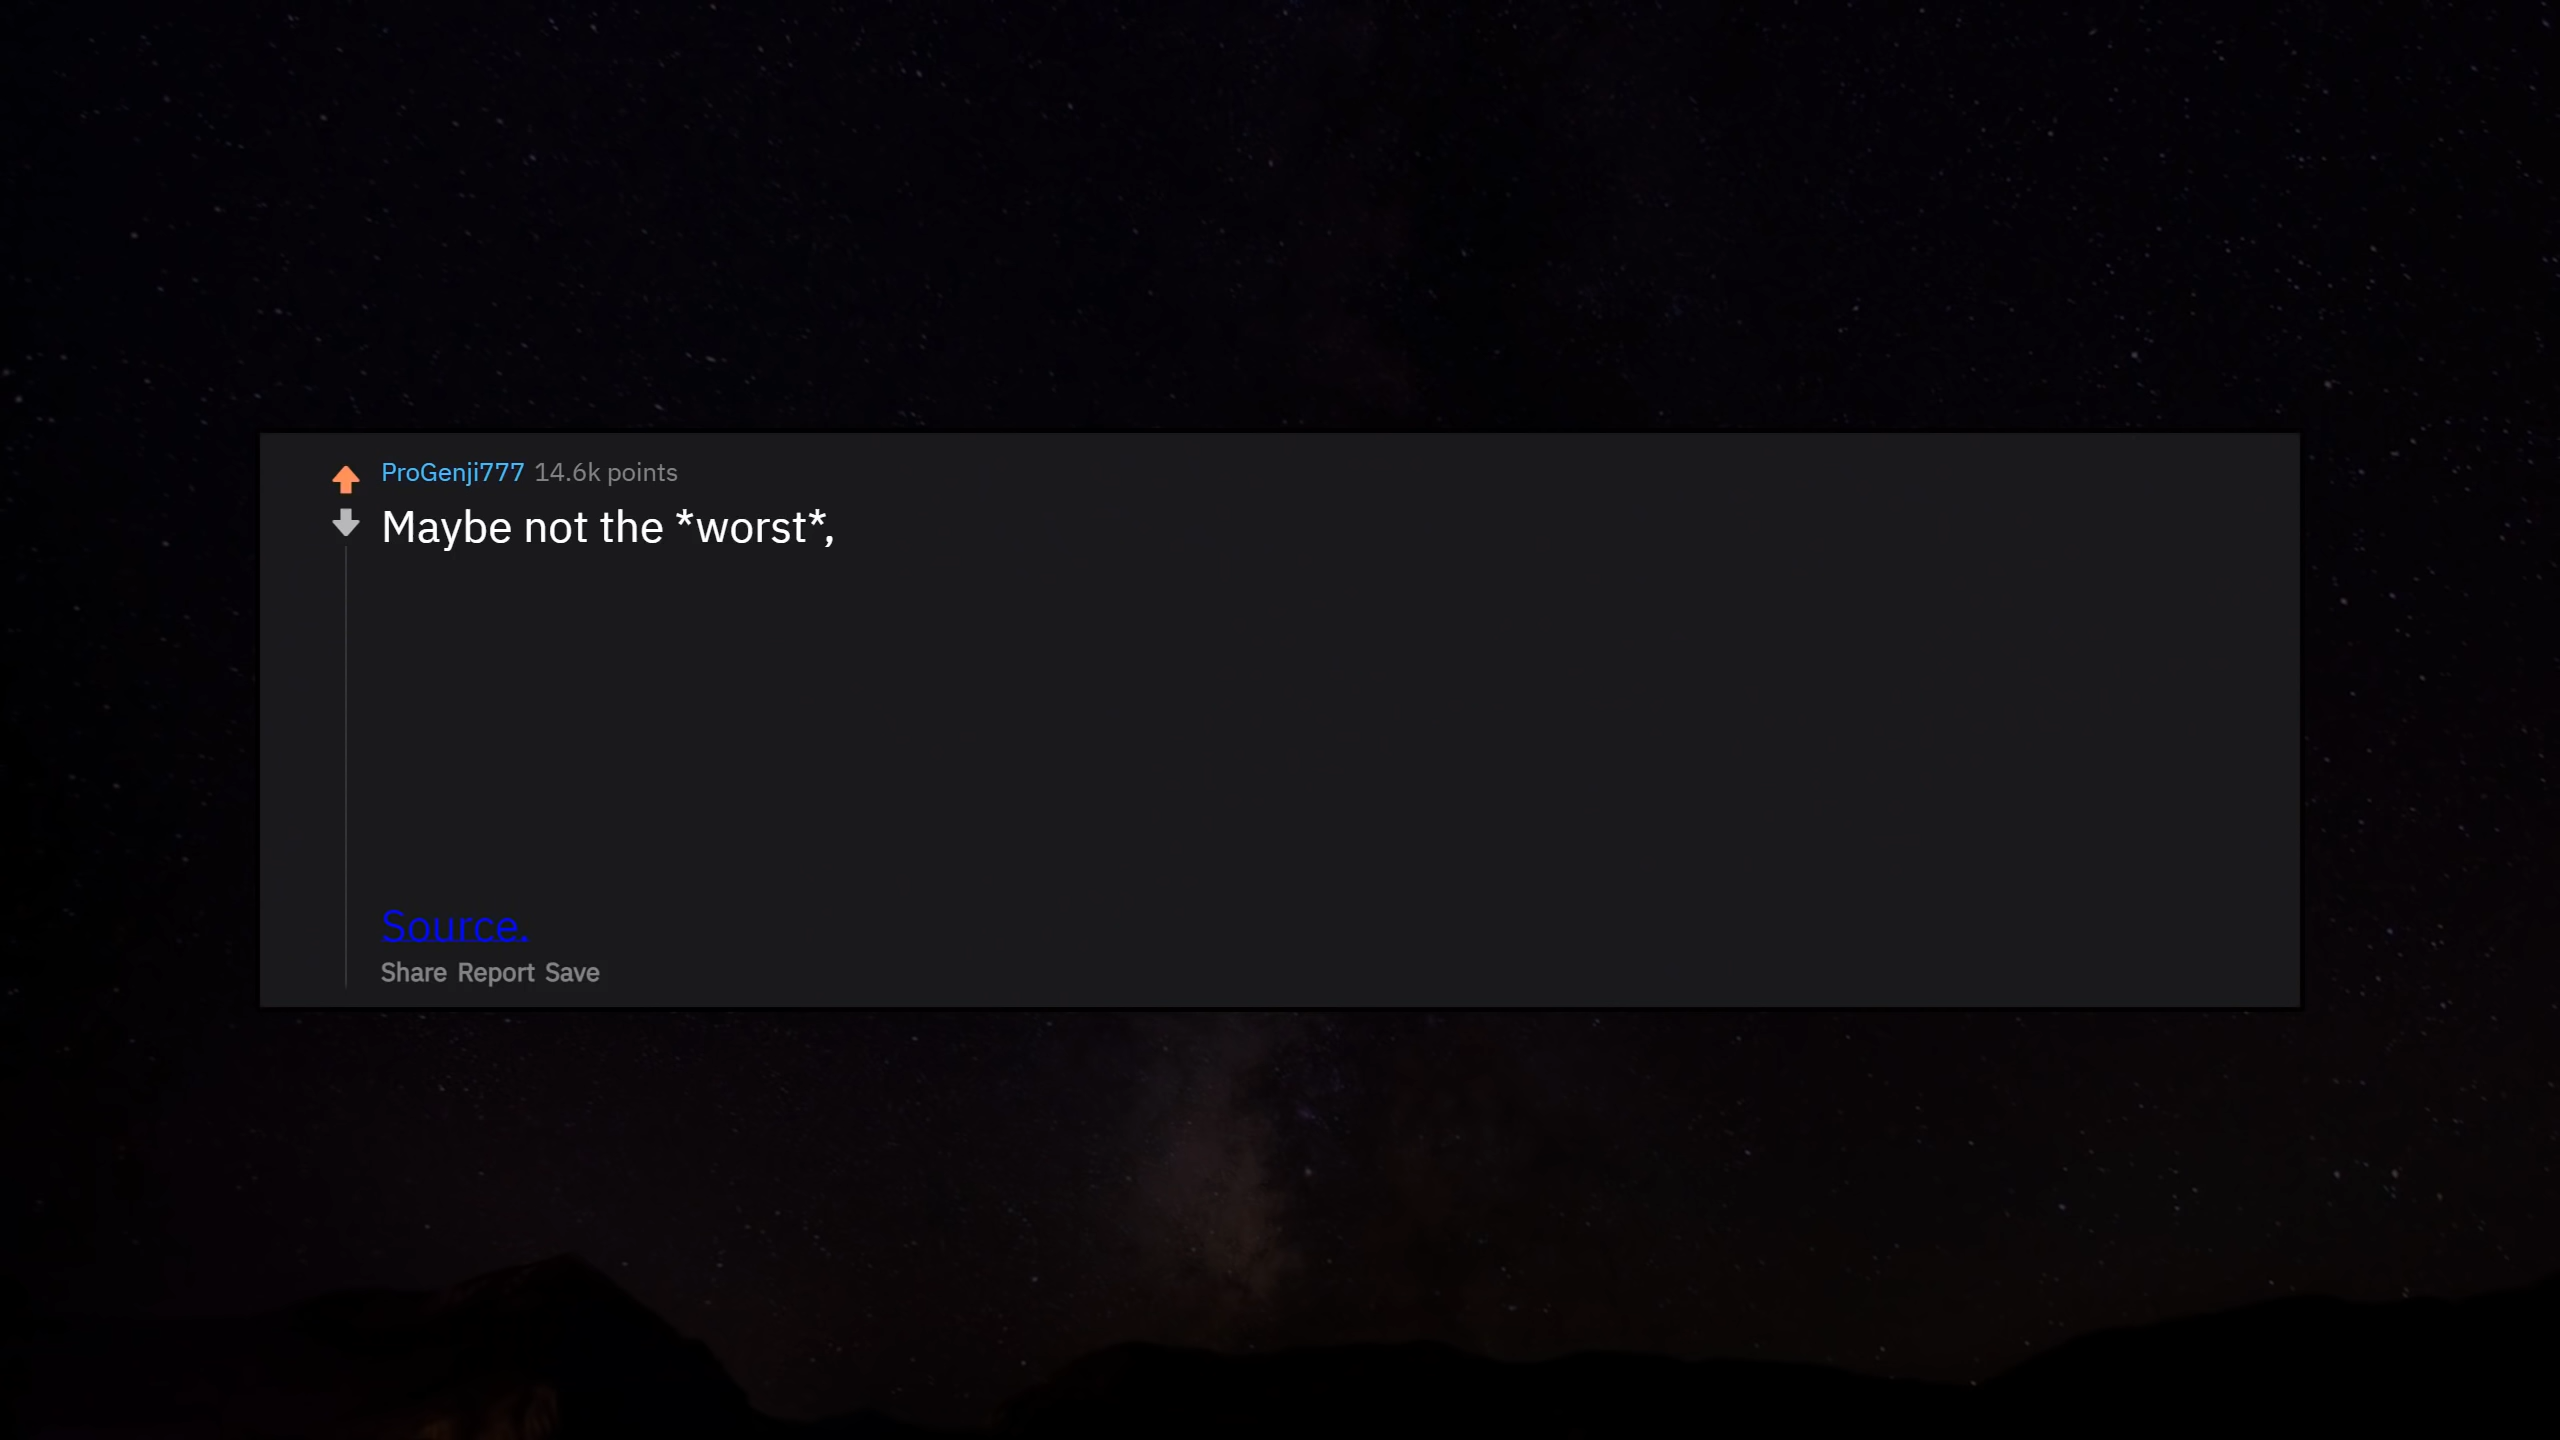 ProGenji777 14.6k points
Maybe not the *worst*,
Source.
Share Report Save